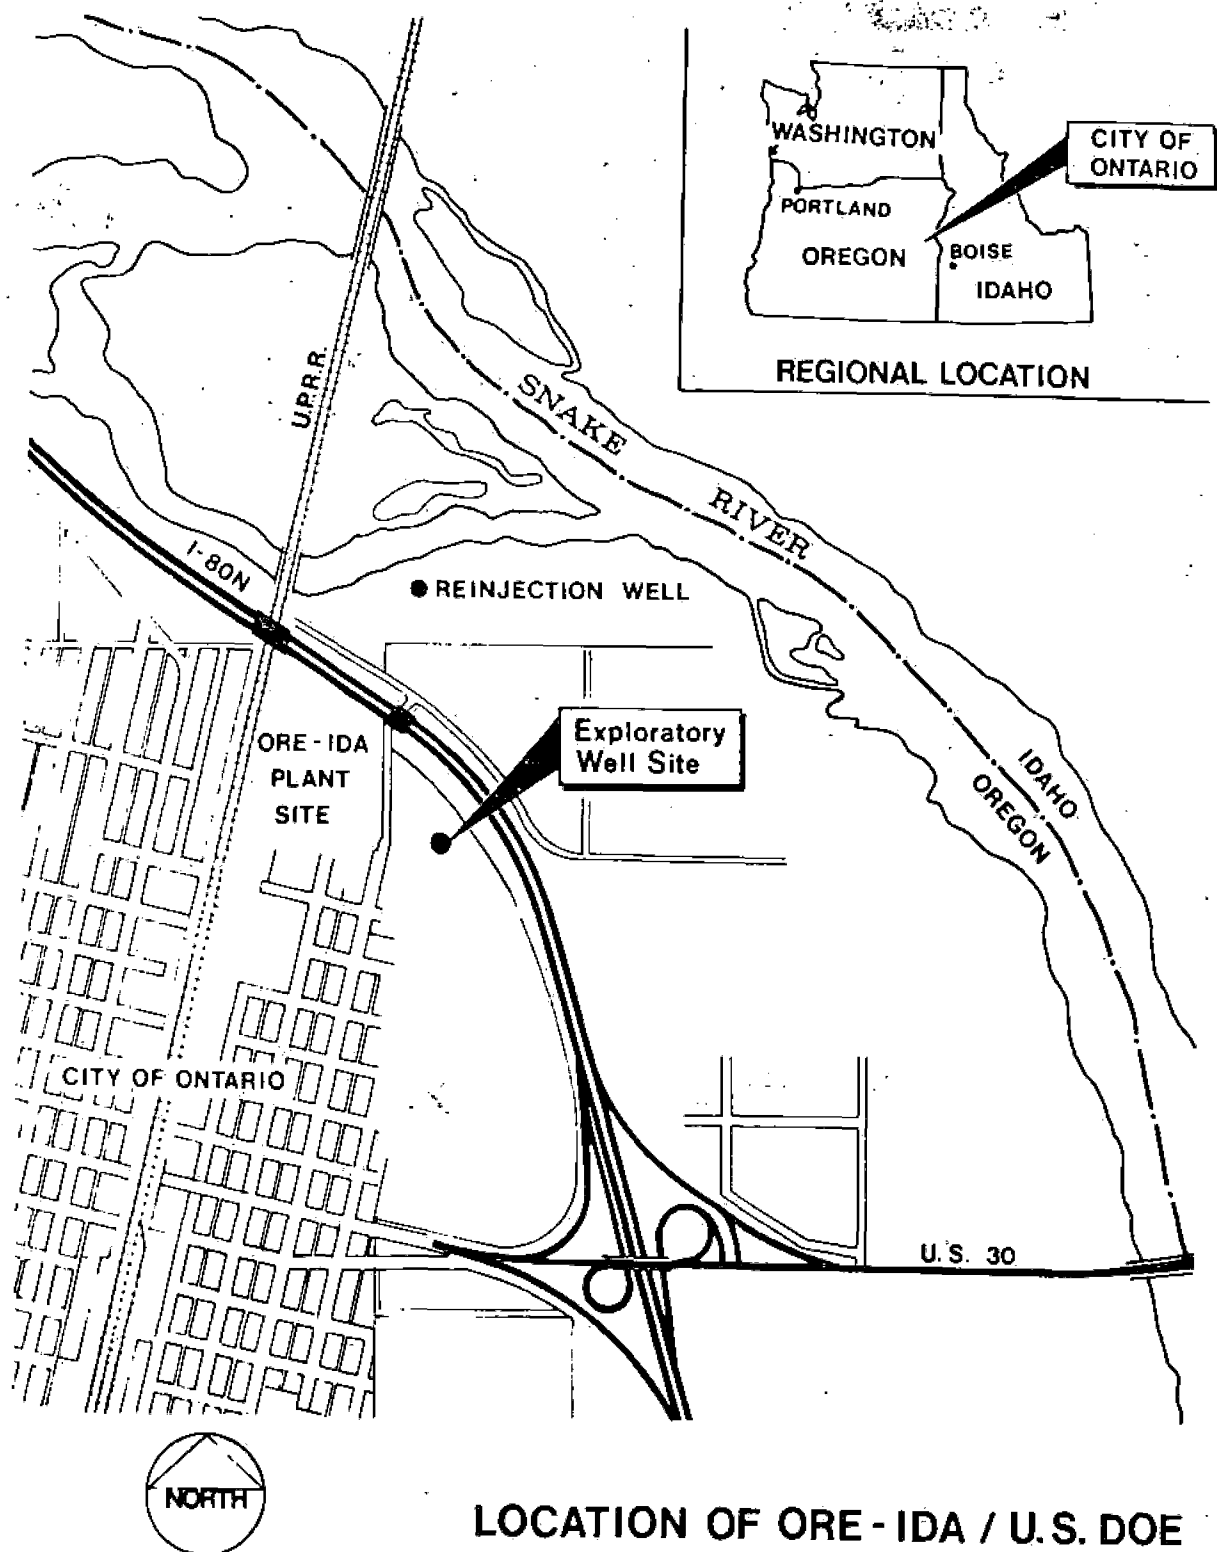 WASHINGTON
CITY OF
ONTARIO
PORTLAND
OREGON
BOISE
IDAHO
REGIONAL LOCATION
U.P.R.R.
SNAKE
RIVER
I-80N
REINJECTION WELL
ORE-IDA
PLANT
SITE
Exploratory
Well Site
IDAHO
OREGON
CITY OF ONTARIO
U.S. 30
NORTH
LOCATION OF ORE-IDA / U.S. DOE